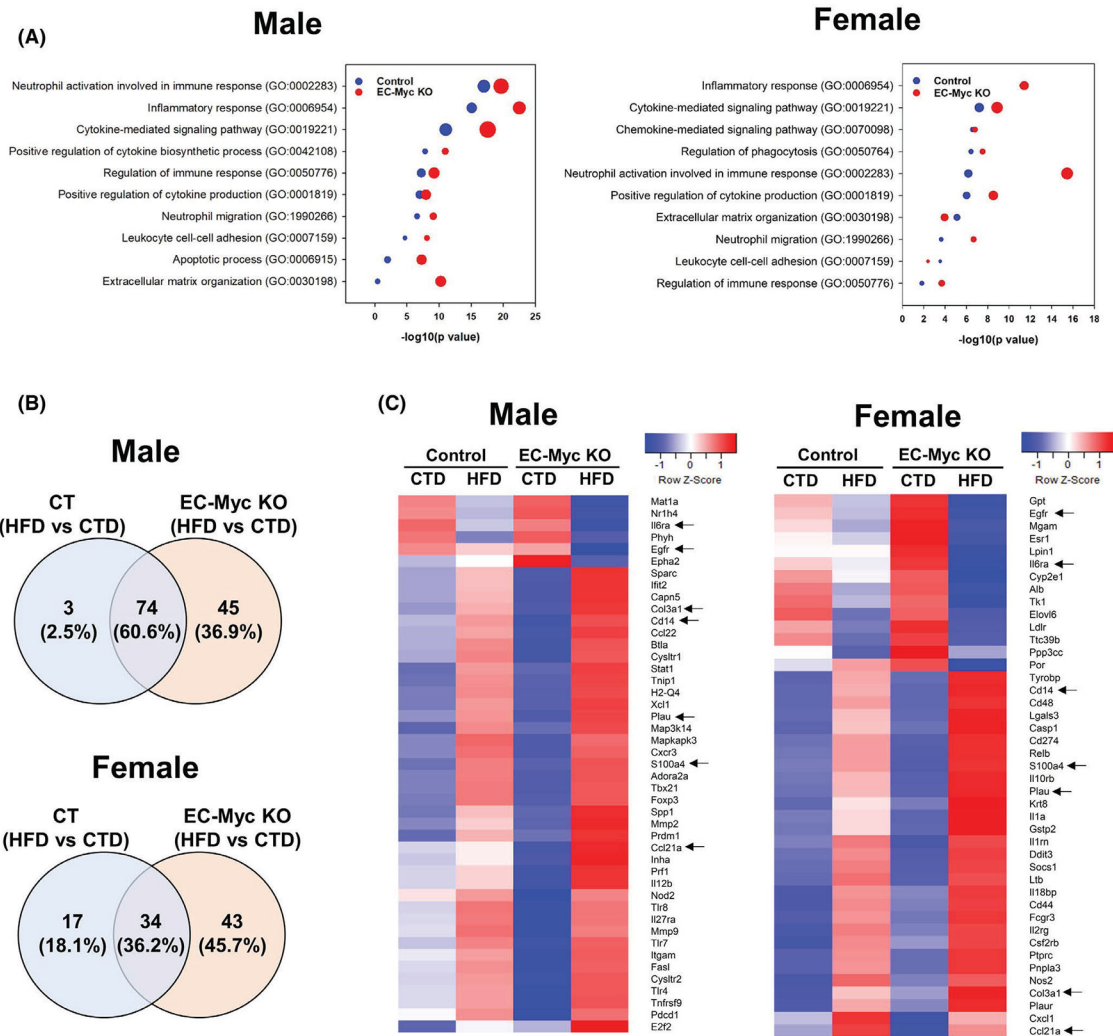 (A)
Male
Neutrophil activation involved in immune response (GO:0002283)
Inflammatory response (GO:0006954)
Cytokine-mediated signaling pathway (GO:0019221)
Positive regulation of cytokine biosynthetic process (GO:0042108)
Regulation of immune response (GO:0050776)
Positive regulation of cytokine production (GO:0001819)
Neutrophil migration (GO:1990266)
Leukocyte cell-cell adhesion (GO:0007159)
Apoptotic process (GO:0006915)
Extracellular matrix organization (GO:0030198)
Control
EC-Myc KO
0 5 10 15 20 25
-log10(p value)
Female
Inflammatory response (GO:0006954)
Cytokine-mediated signaling pathway (GO:0019221)
Chemokine-mediated signaling pathway (GO:0070098)
Regulation of phagocytosis (GO:0050764)
Neutrophil activation involved in immune response (GO:0002283)
Positive regulation of cytokine production (GO:0001819)
Extracellular matrix organization (GO:0030198)
Neutrophil migration (GO:1990266)
Leukocyte cell-cell adhesion (GO:0007159)
Regulation of immune response (GO:0050776)
Control
EC-Myc KO
0 2 4 6 8 10 12 14 16 18
-log10(p value)
(B)
Male
CT
(HFD vs CTD)
EC-Myc KO
(HFD vs CTD)
3
(2.5%)
74
(60.6%)
45
(36.9%)
Female
CT
(HFD vs CTD)
EC-Myc KO
(HFD vs CTD)
17
(18.1%)
34
(36.2%)
43
(45.7%)
(C)
Male
Control EC-Myc KO
CTD HFD CTD HFD
-1 0 1
Row Z-Score
Mat1a
Nr1h4
Il6ra
Phyh
Egfr
Epha2
Sparc
Ifit2
Capn5
Col3a1
Cd14
Ccl22
Btla
Cysltr1
Stat1
Tnip1
H2-Q4
Xcl1
Plau
Map3k14
Mapkapk3
Cxcr3
S100a4
Adora2a
Tbx21
Foxp3
Spp1
Mmp2
Prdm1
Ccl21a
Inha
Prf1
Il12b
Nod2
Tlr8
Il27ra
Mmp9
Tlr7
Itgam
Fasl
Cysltr2
Tlr4
Tnfrsf9
Pdcd1
E2f2
Female
Control EC-Myc KO
CTD HFD CTD HFD
-1 0 1
Row Z-Score
Gpt
Egfr
Mgam
Esr1
Lpin1
Il6ra
Cyp2e1
Alb
Tk1
Elovl6
Ldlr
Ttc39b
Ppp3cc
Por
Tyrobp
Cd14
Cd48
Lgals3
Casp1
Cd274
Relb
S100a4
Il10rb
Plau
Krt8
Il1a
Gstp2
Il1rn
Ddit3
Socs1
Ltb
Il18bp
Cd44
Fcgr3
Il2rg
Csf2rb
Ptprc
Pnpla3
Nos2
Col3a1
Plaur
Cxcl1
Ccl21a